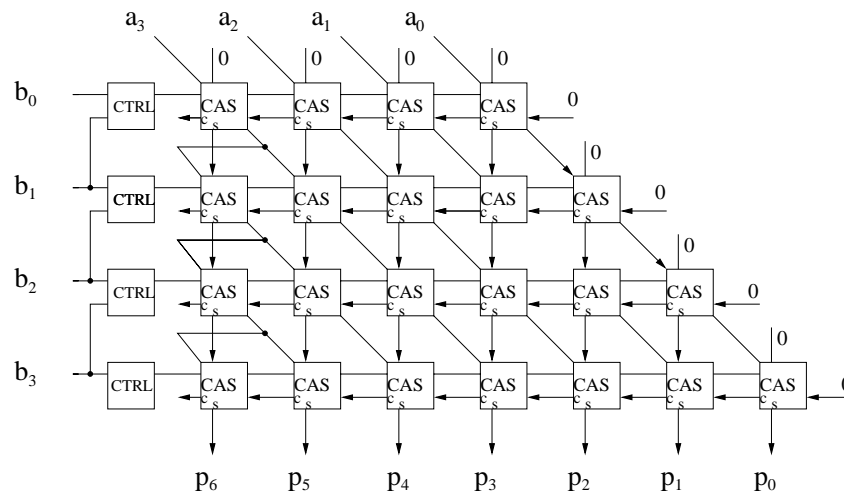 a3 a2 a1 a0
0 0 0 0
b0 CTRL CAS CAS CAS CAS 0
c s c s c s c s
0
b1 CTRL CAS CAS CAS CAS CAS 0
c s c s c s c s c s
0
b2 CTRL CAS CAS CAS CAS CAS CAS 0
c s c s c s c s c s c s
0
b3 CTRL CAS CAS CAS CAS CAS CAS CAS 0
c s c s c s c s c s c s c s
p6 p5 p4 p3 p2 p1 p0